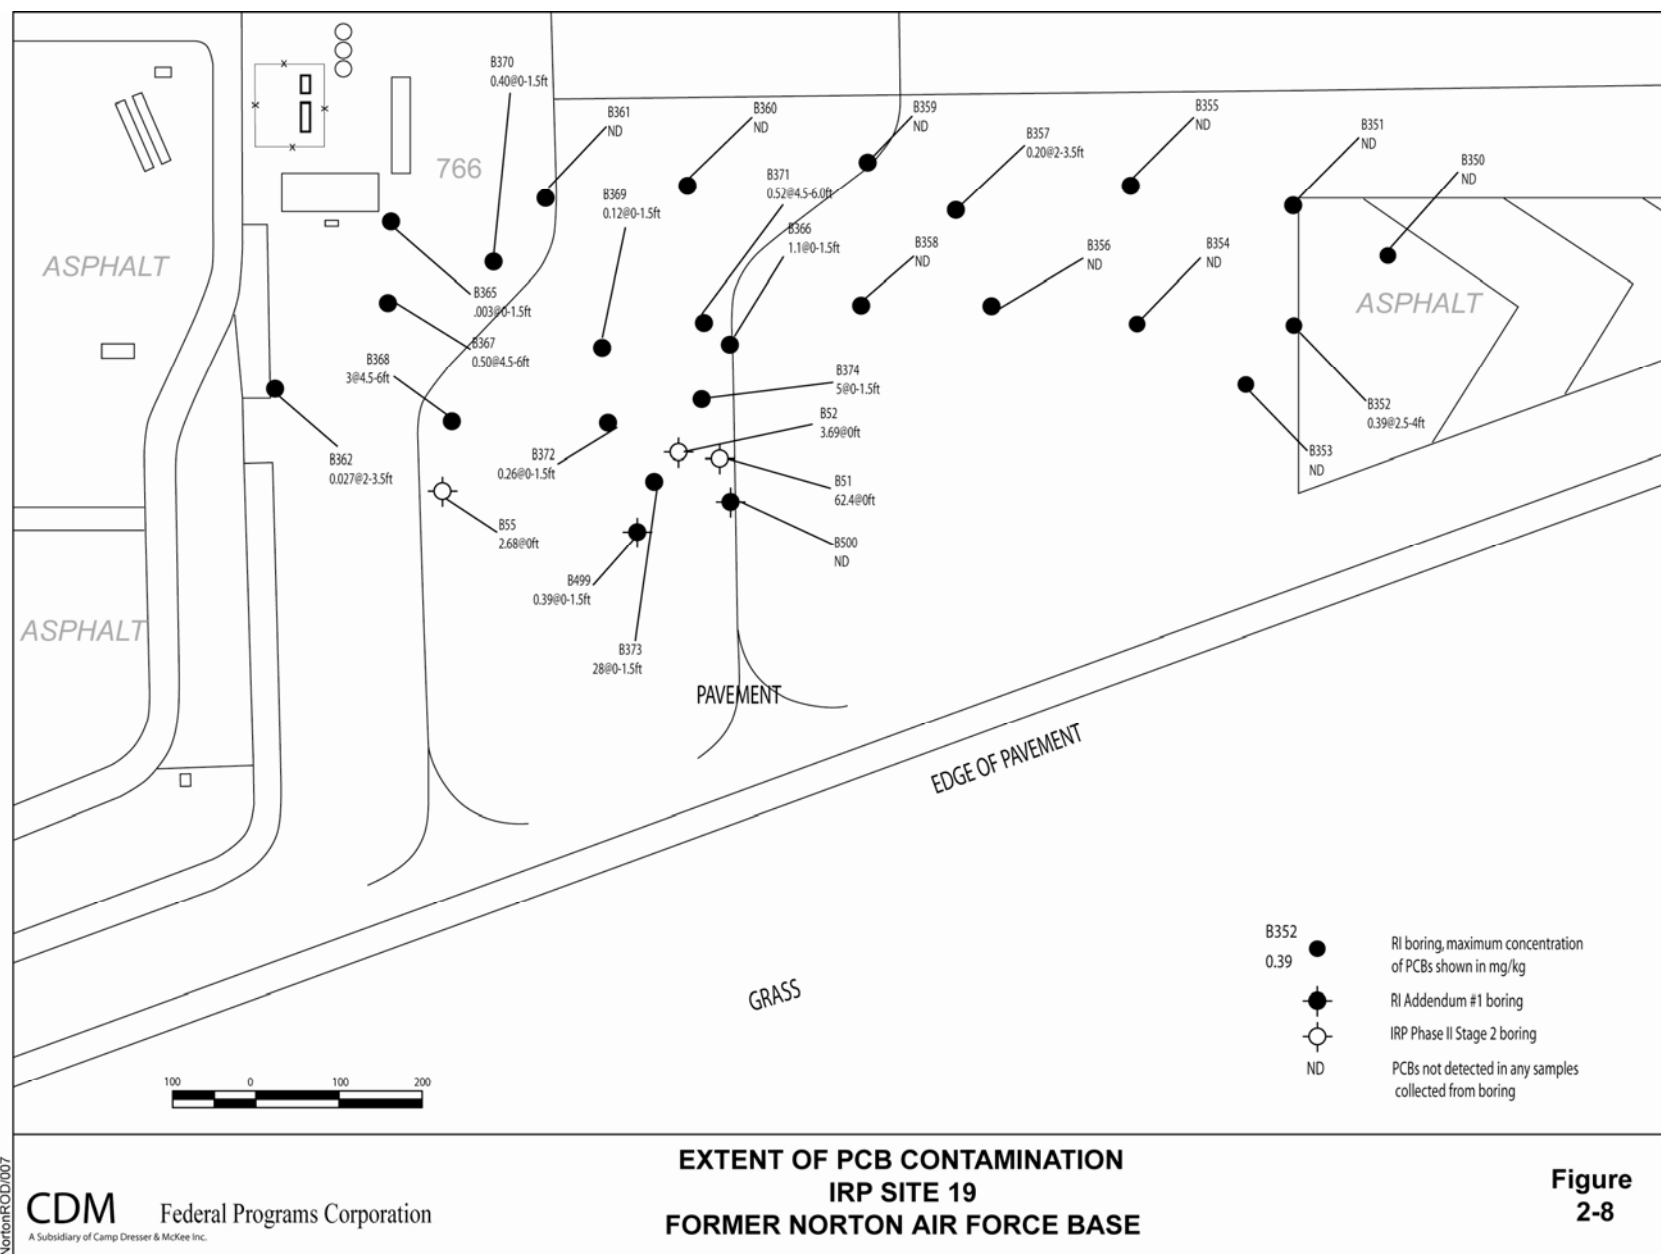 B370
0.40@0-1.5ft
B361
ND
B360
ND
B359
ND
B357
0.20@2-3.5ft
B355
ND
B351
ND
B350
ND
766
B369
0.12@0-1.5ft
B371
0.52@4.5-6.0ft
B366
1.1@0-1.5ft
B358
ND
B356
ND
B354
ND
ASPHALT
ASPHALT
B365
.003@0-1.5ft
B367
0.50@4.5-6ft
B368
3@4.5-6ft
B374
5@0-1.5ft
B52
3.69@0ft
B352
0.39@2.5-4ft
B362
0.027@2-3.5ft
B372
0.26@0-1.5ft
B353
ND
B51
62.4@0ft
B55
2.68@0ft
B500
ND
B499
0.39@0-1.5ft
ASPHALT
B373
28@0-1.5ft
PAVEMENT
EDGE OF PAVEMENT
GRASS
B352
0.39
RI boring, maximum concentration
of PCBs shown in mg/kg
RI Addendum #1 boring
IRP Phase II Stage 2 boring
ND
PCBs not detected in any samples
collected from boring
100 0 100 200
NortonROD/007
CDM Federal Programs Corporation
A Subsidiary of Camp Dresser & McKee Inc.
EXTENT OF PCB CONTAMINATION
IRP SITE 19
FORMER NORTON AIR FORCE BASE
Figure
2-8